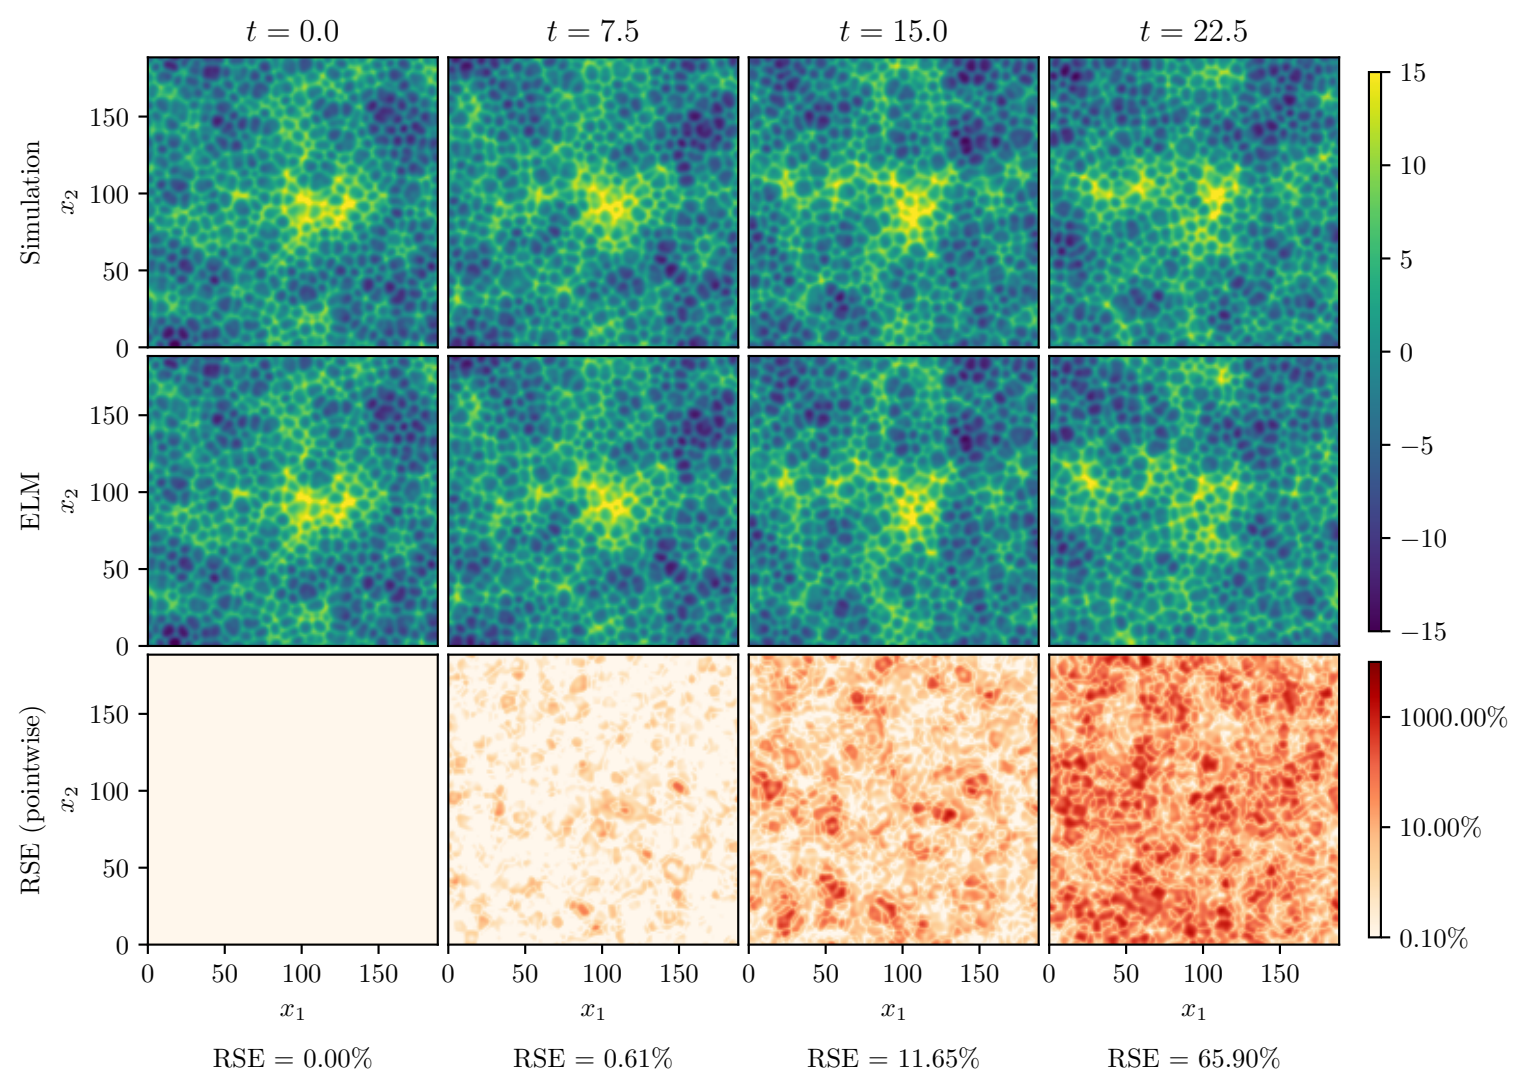 t = 0.0 t = 7.5 t = 15.0 t = 22.5
Simulation
x₂
150
100
50
0
15
10
5
0
−5
−10
−15
ELM
x₂
150
100
50
0
RSE (pointwise)
x₂
150
100
50
0
1000.00%
10.00%
0.10%
0 50 100 150 0 50 100 150 0 50 100 150 0 50 100 150
x₁ x₁ x₁ x₁
RSE = 0.00% RSE = 0.61% RSE = 11.65% RSE = 65.90%